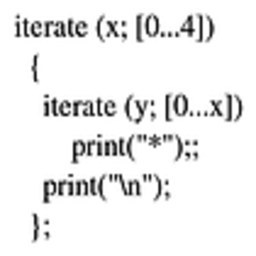 iterate (x; [0...4])
{
iterate (y; [0...x])
print("*");;
print("\n");
};